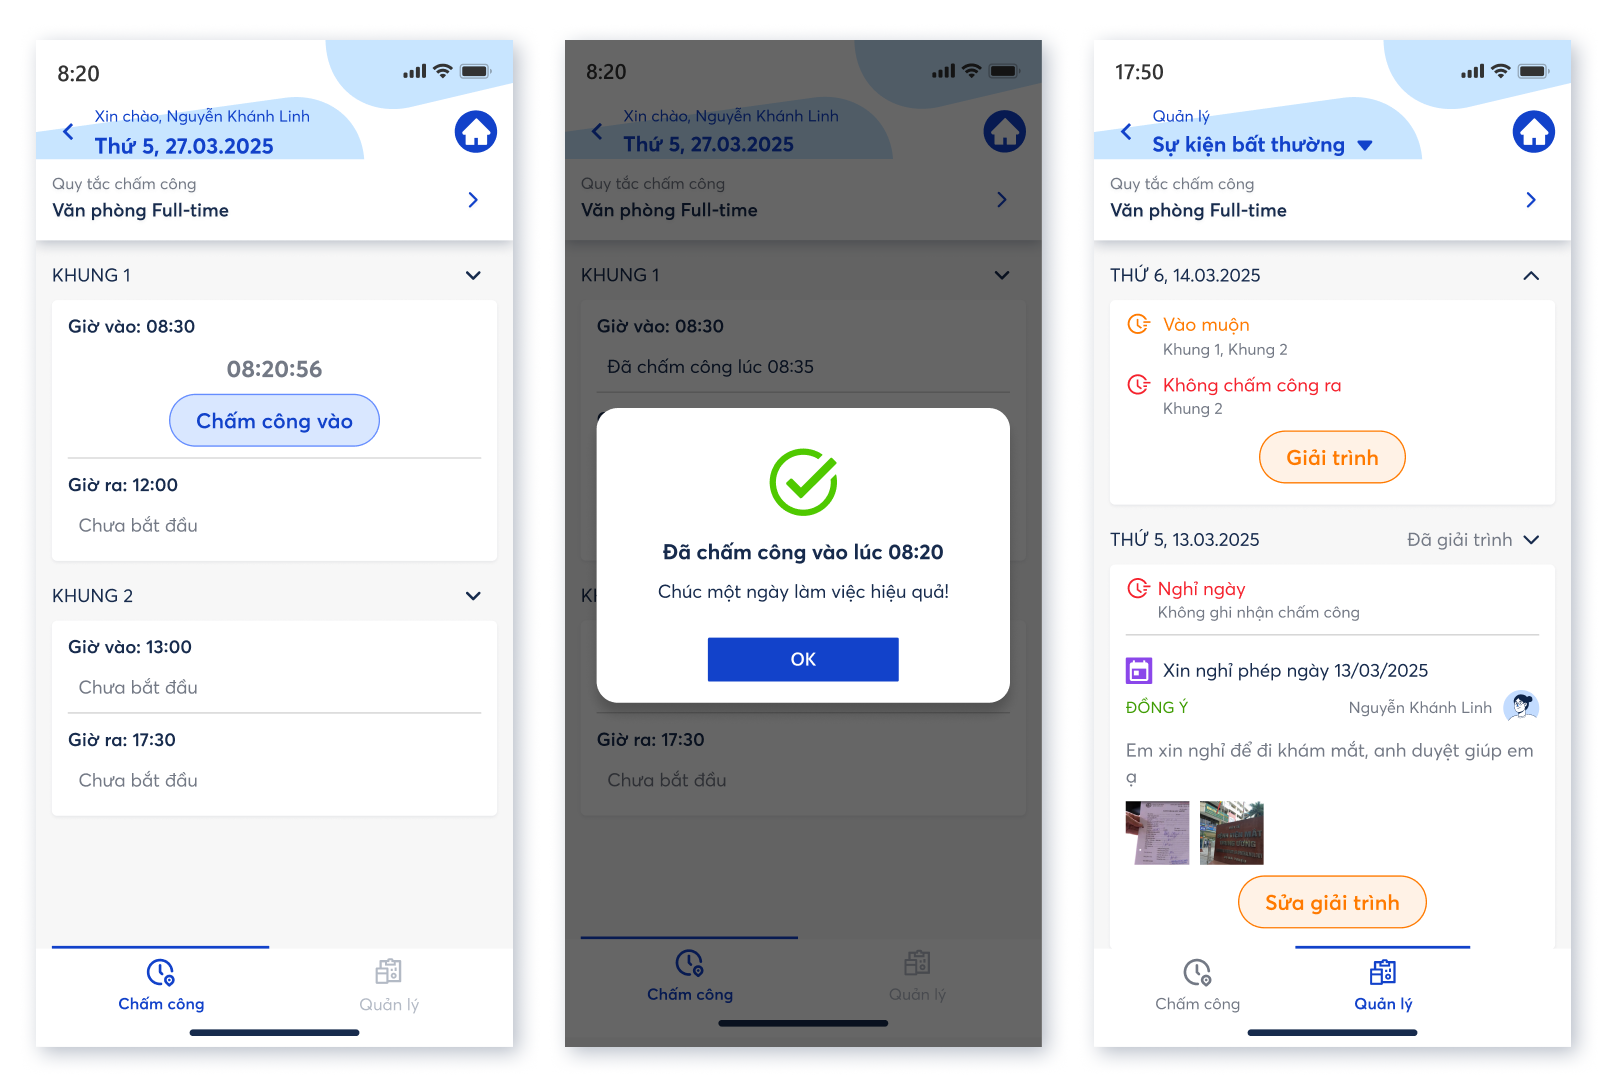 8:20
Xin chào, Nguyễn Khánh Linh
Thứ 5, 27.03.2025
Quy tắc chấm công
Văn phòng Full-time
KHUNG 1
Giờ vào: 08:30
08:20:56
Chấm công vào
Giờ ra: 12:00
Chưa bắt đầu
KHUNG 2
Giờ vào: 13:00
Chưa bắt đầu
Giờ ra: 17:30
Chưa bắt đầu
Chấm công
Quản lý
8:20
Xin chào, Nguyễn Khánh Linh
Thứ 5, 27.03.2025
Quy tắc chấm công
Văn phòng Full-time
KHUNG 1
Giờ vào: 08:30
Đã chấm công lúc 08:35
Đã chấm công vào lúc 08:20
Chúc một ngày làm việc hiệu quả!
OK
Giờ ra: 17:30
Chưa bắt đầu
Chấm công
Quản lý
17:50
Quản lý
Sự kiện bất thường
Quy tắc chấm công
Văn phòng Full-time
THỨ 6, 14.03.2025
Vào muộn
Khung 1, Khung 2
Không chấm công ra
Khung 2
Giải trình
THỨ 5, 13.03.2025
Đã giải trình
Nghỉ ngày
Không ghi nhận chấm công
Xin nghỉ phép ngày 13/03/2025
ĐỒNG Ý
Nguyễn Khánh Linh
Em xin nghỉ để đi khám mắt, anh duyệt giúp em
ạ
Sửa giải trình
Chấm công
Quản lý